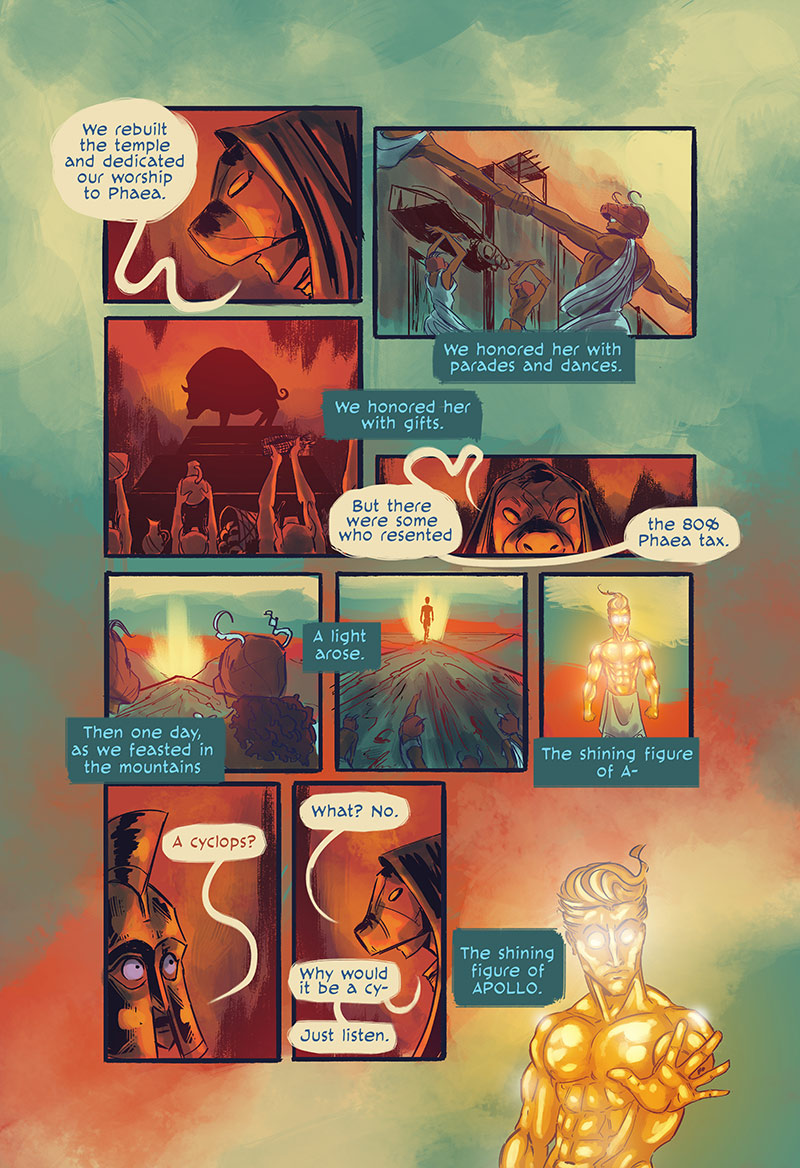 We rebuilt
the temple
and dedicated
our worship
to Phaea.
We honored her with
parades and dances.
We honored her
with gifts.
But there
were some
who resented
the 80%
Phaea tax.
Then one day,
as we feasted in
the mountains
A light
arose.
The shining figure
of A-
A cyclops?
What? No.
Why would
it be a cy-
Just listen.
The shining
figure of
APOLLO.